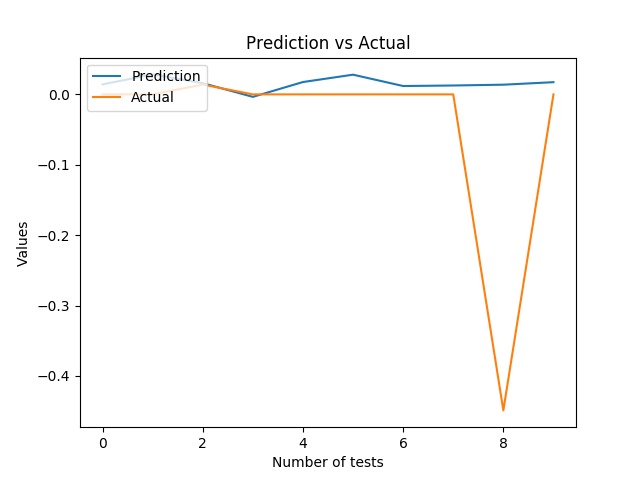 Prediction vs Actual
Prediction
Actual
0.0
−0.1
−0.2
−0.3
−0.4
Values
0 2 4 6 8
Number of tests